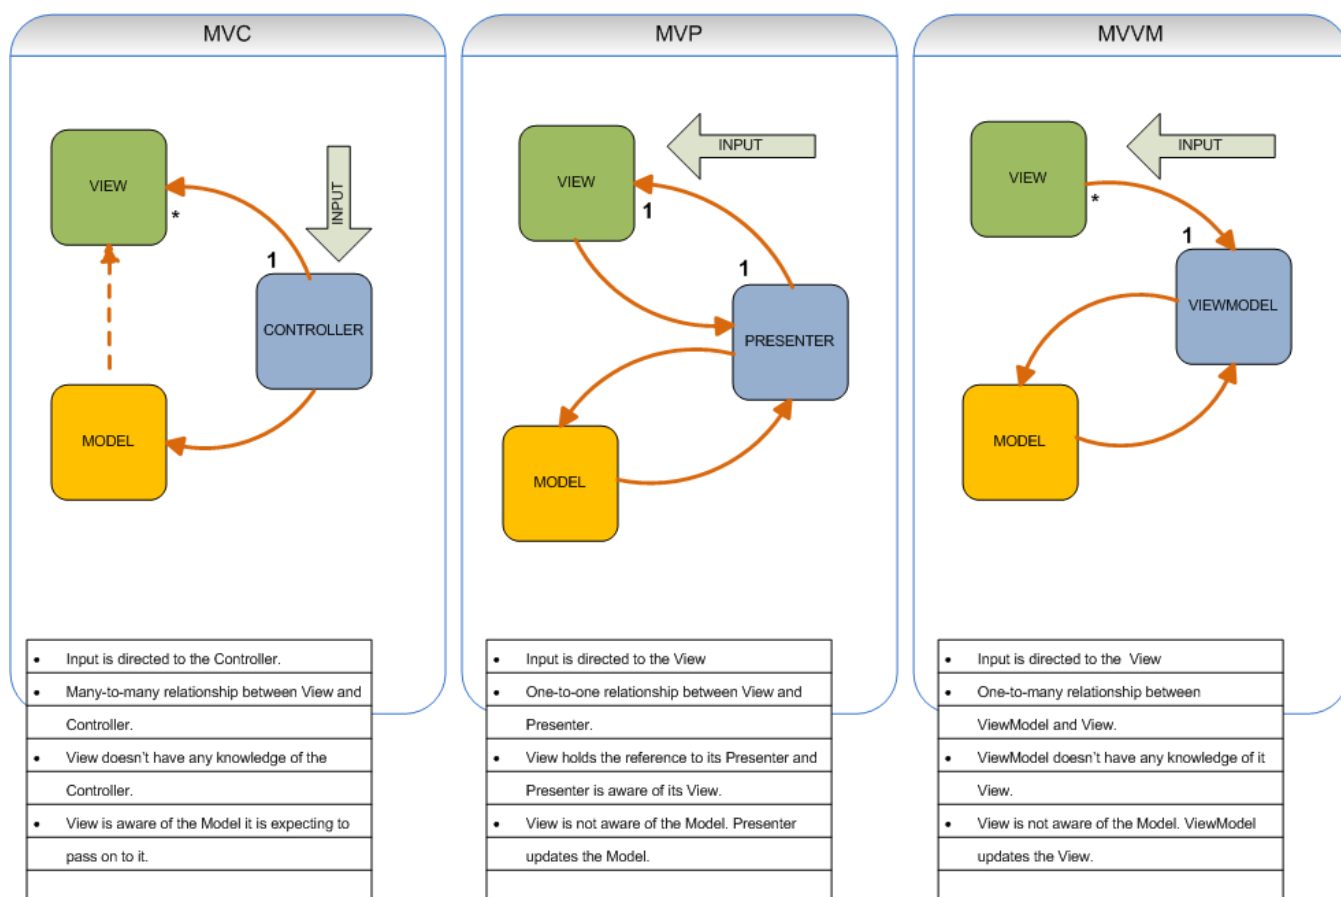 MVC
VIEW
*
INPUT
1
CONTROLLER
MODEL
• Input is directed to the Controller.
• Many-to-many relationship between View and
Controller.
• View doesn't have any knowledge of the
Controller.
• View is aware of the Model it is expecting to
pass on to it.
MVP
INPUT
VIEW
1
1
PRESENTER
MODEL
• Input is directed to the View
• One-to-one relationship between View and
Presenter.
• View holds the reference to its Presenter and
Presenter is aware of its View.
• View is not aware of the Model. Presenter
updates the Model.
MVVM
INPUT
VIEW
*
1
VIEWMODEL
MODEL
• Input is directed to the View
• One-to-many relationship between
ViewModel and View.
• ViewModel doesn't have any knowledge of it
View.
• View is not aware of the Model. ViewModel
updates the View.